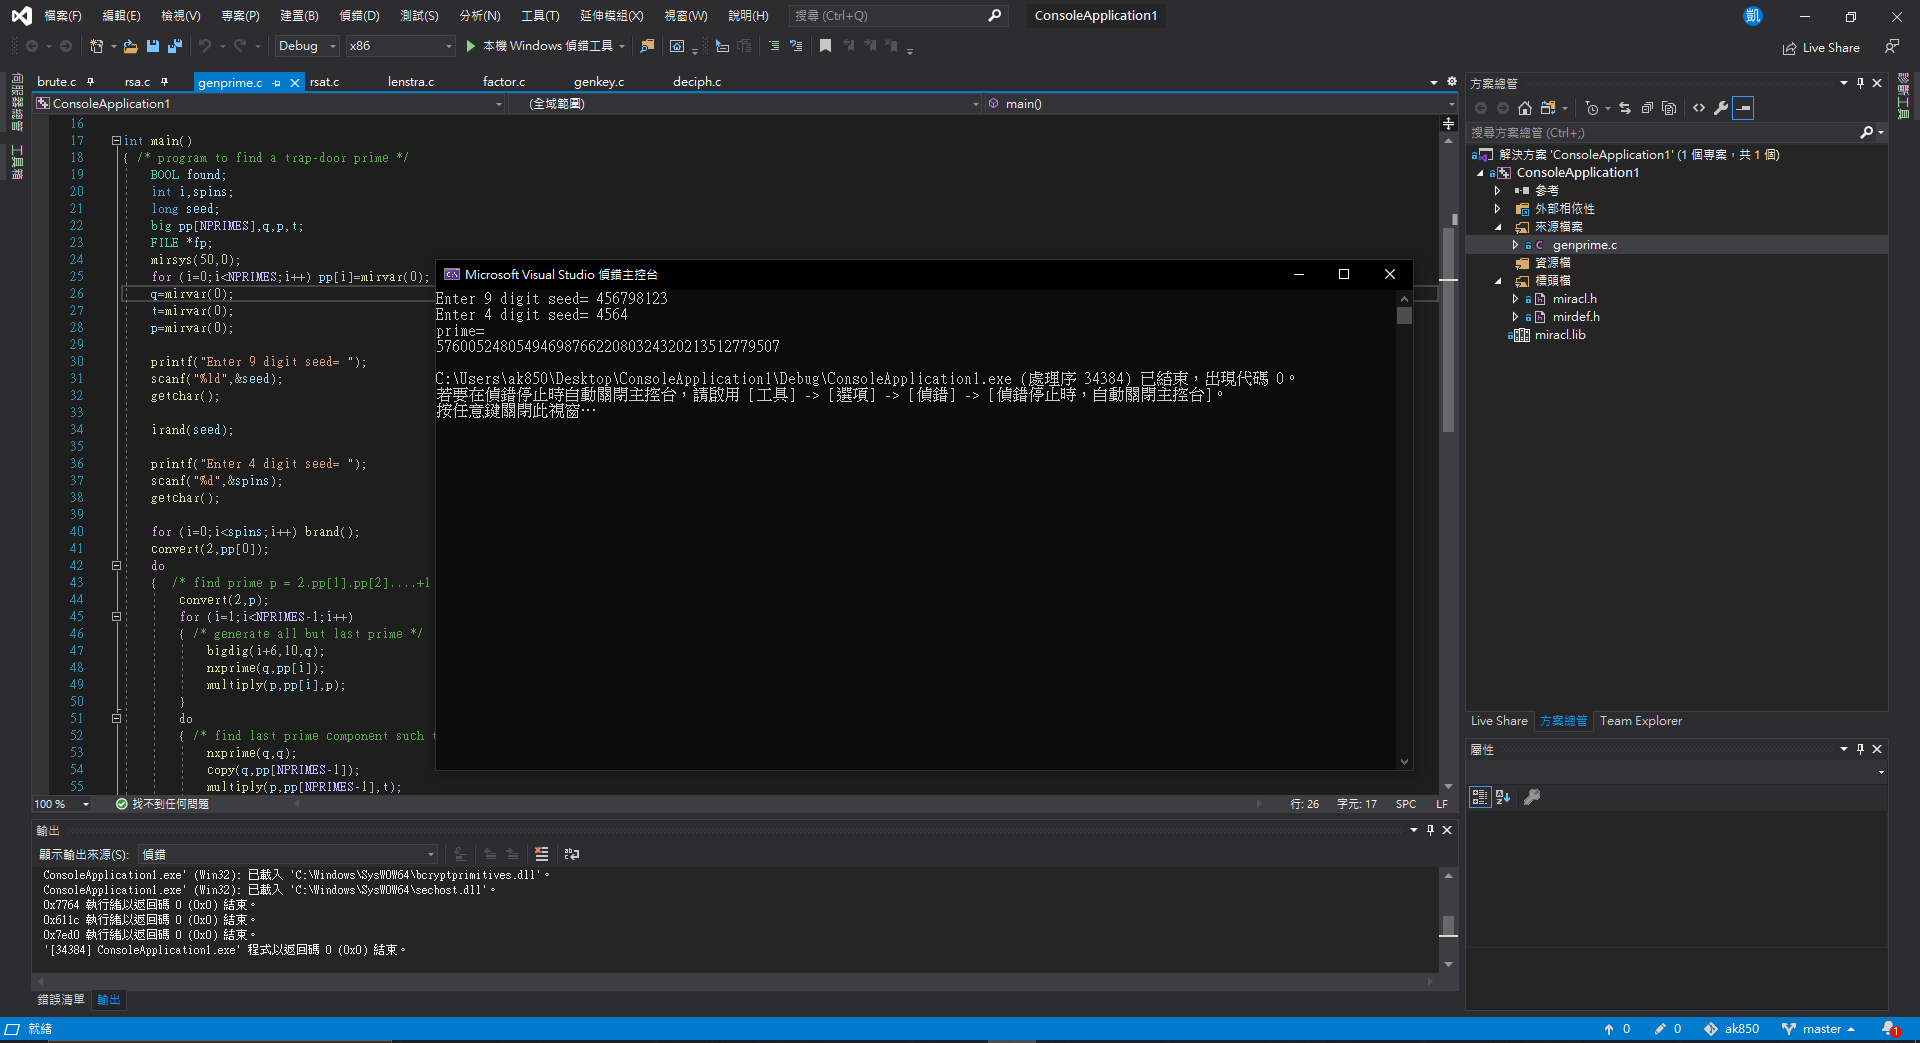 檔案(F) 編輯(E) 檢視(V) 專案(P) 建置(B) 偵錯(D) 測試(S) 分析(N) 工具(T) 延伸模組(X) 視窗(W) 說明(H) 搜尋 (Ctrl+Q) ConsoleApplication1 凱
Debug x86 本機 Windows 偵錯工具 Live Share
伺服器總管
工具箱
brute.c rsa.c genprime.c rsat.c lenstra.c factor.c genkey.c deciph.c
ConsoleApplication1 (全域範圍) main()
16
17 int main()
18 { /* program to find a trap-door prime */
19 BOOL found;
20 int i,spins;
21 long seed;
22 big pp[NPRIMES],q,p,t;
23 FILE *fp;
24 mirsys(50,0);
25 for (i=0;i<NPRIMES;i++) pp[i]=mirvar(0);
26 q=mirvar(0);
27 t=mirvar(0);
28 p=mirvar(0);
29
30 printf("Enter 9 digit seed= ");
31 scanf("%ld",&seed);
32 getchar();
33
34 irand(seed);
35
36 printf("Enter 4 digit seed= ");
37 scanf("%d",&spins);
38 getchar();
39
40 for (i=0;i<spins;i++) brand();
41 convert(2,pp[0]);
42 do
43 { /* find prime p = 2.pp[1].pp[2]....+1
44 convert(2,p);
45 for (i=1;i<NPRIMES-1;i++)
46 { /* generate all but last prime */
47 bigdig(i+6,10,q);
48 nxprime(q,pp[i]);
49 multiply(p,pp[i],p);
50 }
51 do
52 { /* find last prime component such t
53 nxprime(q,q);
54 copy(q,pp[NPRIMES-1]);
55 multiply(p,pp[NPRIMES-1],t);
100 % 找不到任何問題 行: 26 字元: 17 SPC LF
Microsoft Visual Studio 偵錯主控台
Enter 9 digit seed= 456798123
Enter 4 digit seed= 4564
prime=
5760052480549469876622080324320213512779507
C:\Users\ak850\Desktop\ConsoleApplication1\Debug\ConsoleApplication1.exe (處理序 34384) 已結束，出現代碼 0。
若要在偵錯停止時自動關閉主控台，請啟用 [工具] -> [選項] -> [偵錯] -> [偵錯停止時，自動關閉主控台]。
按任意鍵關閉此視窗…
輸出
顯示輸出來源(S): 偵錯
ConsoleApplication1.exe' (Win32): 已載入 'C:\Windows\SysWOW64\bcryptprimitives.dll'。
ConsoleApplication1.exe' (Win32): 已載入 'C:\Windows\SysWOW64\sechost.dll'。
0x7764 執行緒以返回碼 0 (0x0) 結束。
0x611c 執行緒以返回碼 0 (0x0) 結束。
0x7ed0 執行緒以返回碼 0 (0x0) 結束。
'[34384] ConsoleApplication1.exe' 程式以返回碼 0 (0x0) 結束。
錯誤清單 輸出
方案總管
搜尋方案總管 (Ctrl+;)
解決方案 'ConsoleApplication1' (1 個專案，共 1 個)
ConsoleApplication1
參考
外部相依性
來源檔案
genprime.c
資源檔
標頭檔
miracl.h
mirdef.h
miracl.lib
Live Share 方案總管 Team Explorer
屬性
診斷工具
就緒 0 0 ak850 master 1